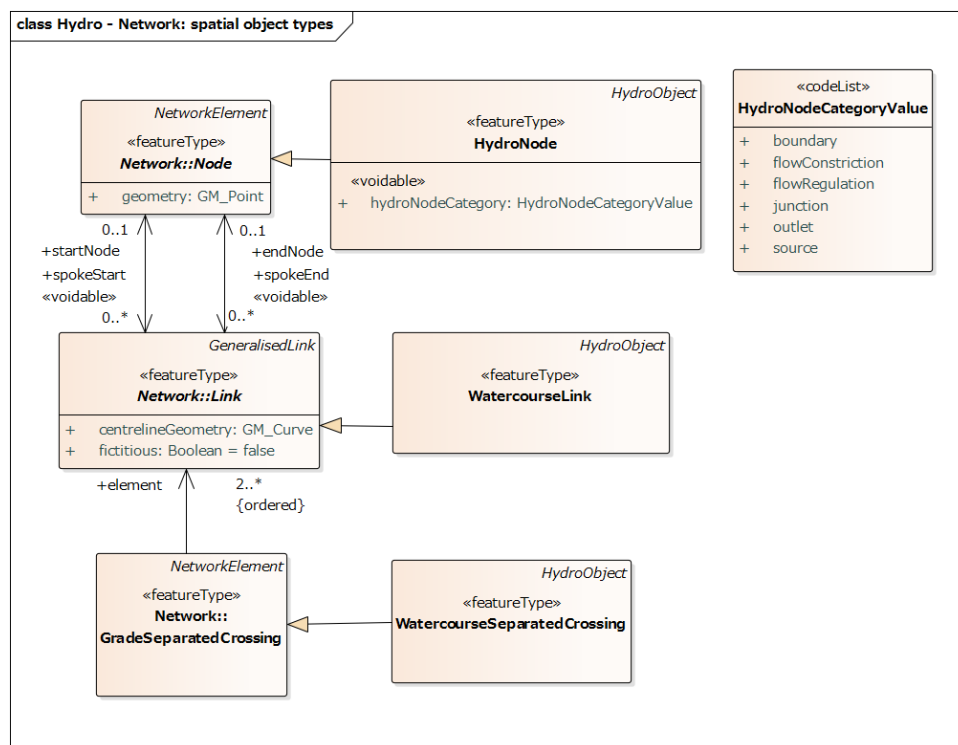 class Hydro - Network: spatial object types
NetworkElement
«featureType»
Network::Node
+ geometry: GM_Point
HydroObject
«featureType»
HydroNode
«voidable»
+ hydroNodeCategory: HydroNodeCategoryValue
«codeList»
HydroNodeCategoryValue
+ boundary
+ flowConstriction
+ flowRegulation
+ junction
+ outlet
+ source
0..1
+startNode
+spokeStart
«voidable»
0..*
0..1
+endNode
+spokeEnd
«voidable»
0..*
GeneralisedLink
«featureType»
Network::Link
+ centrelineGeometry: GM_Curve
+ fictitious: Boolean = false
HydroObject
«featureType»
WatercourseLink
+element
2..*
{ordered}
NetworkElement
«featureType»
Network::
GradeSeparatedCrossing
HydroObject
«featureType»
WatercourseSeparatedCrossing